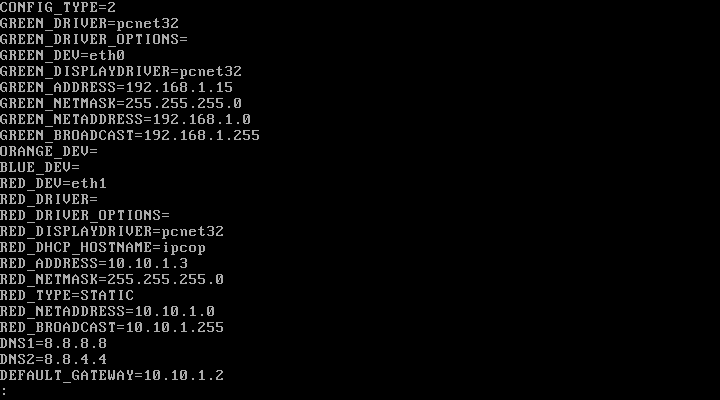 CONFIG_TYPE=2
GREEN_DRIVER=pcnet32
GREEN_DRIVER_OPTIONS=
GREEN_DEV=eth0
GREEN_DISPLAYDRIVER=pcnet32
GREEN_ADDRESS=192.168.1.15
GREEN_NETMASK=255.255.255.0
GREEN_NETADDRESS=192.168.1.0
GREEN_BROADCAST=192.168.1.255
ORANGE_DEV=
BLUE_DEV=
RED_DEV=eth1
RED_DRIVER=
RED_DRIVER_OPTIONS=
RED_DISPLAYDRIVER=pcnet32
RED_DHCP_HOSTNAME=ipcop
RED_ADDRESS=10.10.1.3
RED_NETMASK=255.255.255.0
RED_TYPE=STATIC
RED_NETADDRESS=10.10.1.0
RED_BROADCAST=10.10.1.255
DNS1=8.8.8.8
DNS2=8.8.4.4
DEFAULT_GATEWAY=10.10.1.2
: